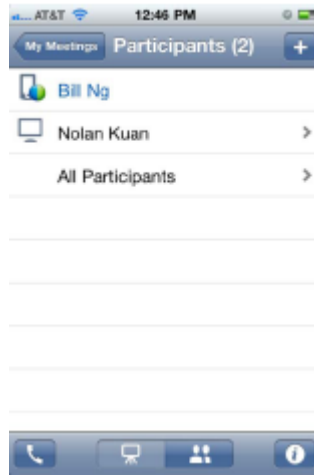 AT&T 12:46 PM
My Meetings Participants (2) +
Bill Ng
Nolan Kuan
All Participants